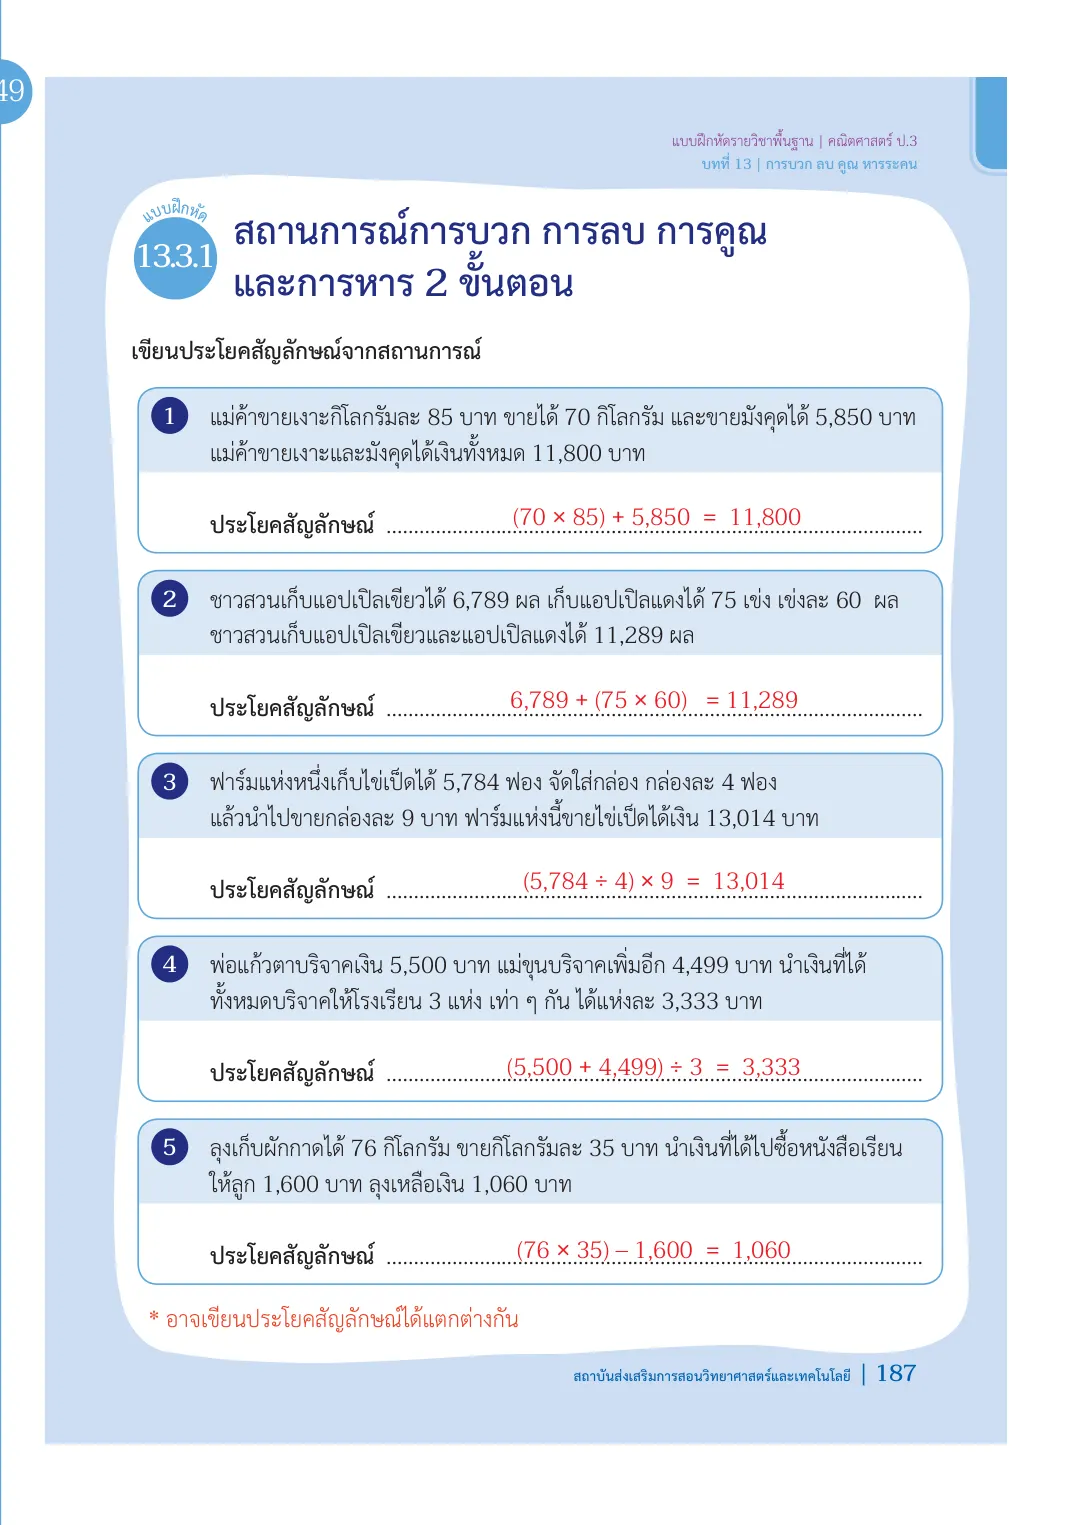 49
แบบฝึกหัดรายวิชาพื้นฐาน | คณิตศาสตร์ ป.3
บทที่ 13 | การบวก ลบ คูณ หารระคน
แบบฝึกหัด
13.3.1
สถานการณ์การบวก การลบ การคูณ
และการหาร 2 ขั้นตอน
เขียนประโยคสัญลักษณ์จากสถานการณ์
1 แม่ค้าขายเงาะกิโลกรัมละ 85 บาท ขายได้ 70 กิโลกรัม และขายมังคุดได้ 5,850 บาท
แม่ค้าขายเงาะและมังคุดได้เงินทั้งหมด 11,800 บาท
ประโยคสัญลักษณ์ (70 × 85) + 5,850 = 11,800
2 ชาวสวนเก็บแอปเปิลเขียวได้ 6,789 ผล เก็บแอปเปิลแดงได้ 75 เข่ง เข่งละ 60 ผล
ชาวสวนเก็บแอปเปิลเขียวและแอปเปิลแดงได้ 11,289 ผล
ประโยคสัญลักษณ์ 6,789 + (75 × 60) = 11,289
3 ฟาร์มแห่งหนึ่งเก็บไข่เป็ดได้ 5,784 ฟอง จัดใส่กล่อง กล่องละ 4 ฟอง
แล้วนำไปขายกล่องละ 9 บาท ฟาร์มแห่งนี้ขายไข่เป็ดได้เงิน 13,014 บาท
ประโยคสัญลักษณ์ (5,784 ÷ 4) × 9 = 13,014
4 พ่อแก้วตาบริจาคเงิน 5,500 บาท แม่ขุนบริจาคเพิ่มอีก 4,499 บาท นำเงินที่ได้
ทั้งหมดบริจาคให้โรงเรียน 3 แห่ง เท่า ๆ กัน ได้แห่งละ 3,333 บาท
ประโยคสัญลักษณ์ (5,500 + 4,499) ÷ 3 = 3,333
5 ลุงเก็บผักกาดได้ 76 กิโลกรัม ขายกิโลกรัมละ 35 บาท นำเงินที่ได้ไปซื้อหนังสือเรียน
ให้ลูก 1,600 บาท ลุงเหลือเงิน 1,060 บาท
ประโยคสัญลักษณ์ (76 × 35) – 1,600 = 1,060
* อาจเขียนประโยคสัญลักษณ์ได้แตกต่างกัน
สถาบันส่งเสริมการสอนวิทยาศาสตร์และเทคโนโลยี | 187